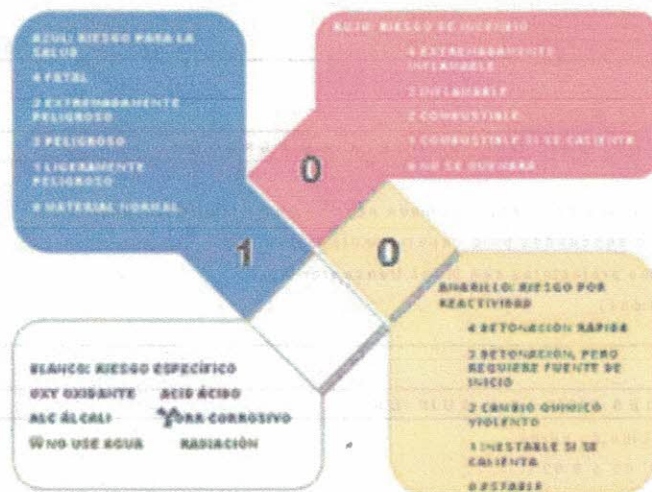 AZUL: RIESGO PARA LA
SALUD
4 FATAL
3 EXTREMADAMENTE
PELIGROSO
2 PELIGROSO
1 LIGERAMENTE
PELIGROSO
0 MATERIAL NORMAL
ROJO: RIESGO DE INCENDIO
4 EXTREMADAMENTE
INFLAMABLE
3 INFLAMABLE
2 COMBUSTIBLE
1 COMBUSTIBLE SI SE CALIENTA
0 NO SE QUEMARA
0
1
0
AMARILLO: RIESGO POR
REACTIVIDAD
4 DETONACIÓN RAPIDA
3 DETONACIÓN, PERO
REQUIERE FUENTE DE
INICIO
2 CAMBIO QUIMICO
VIOLENTO
1 INESTABLE SI SE
CALIENTA
0 ESTABLE
BLANCO: RIESGO ESPECÍFICO
OXY OXIDANTE ACID ÁCIDO
ALC ÁLCALI CORROSIVO
W NO USE AGUA RADIACIÓN